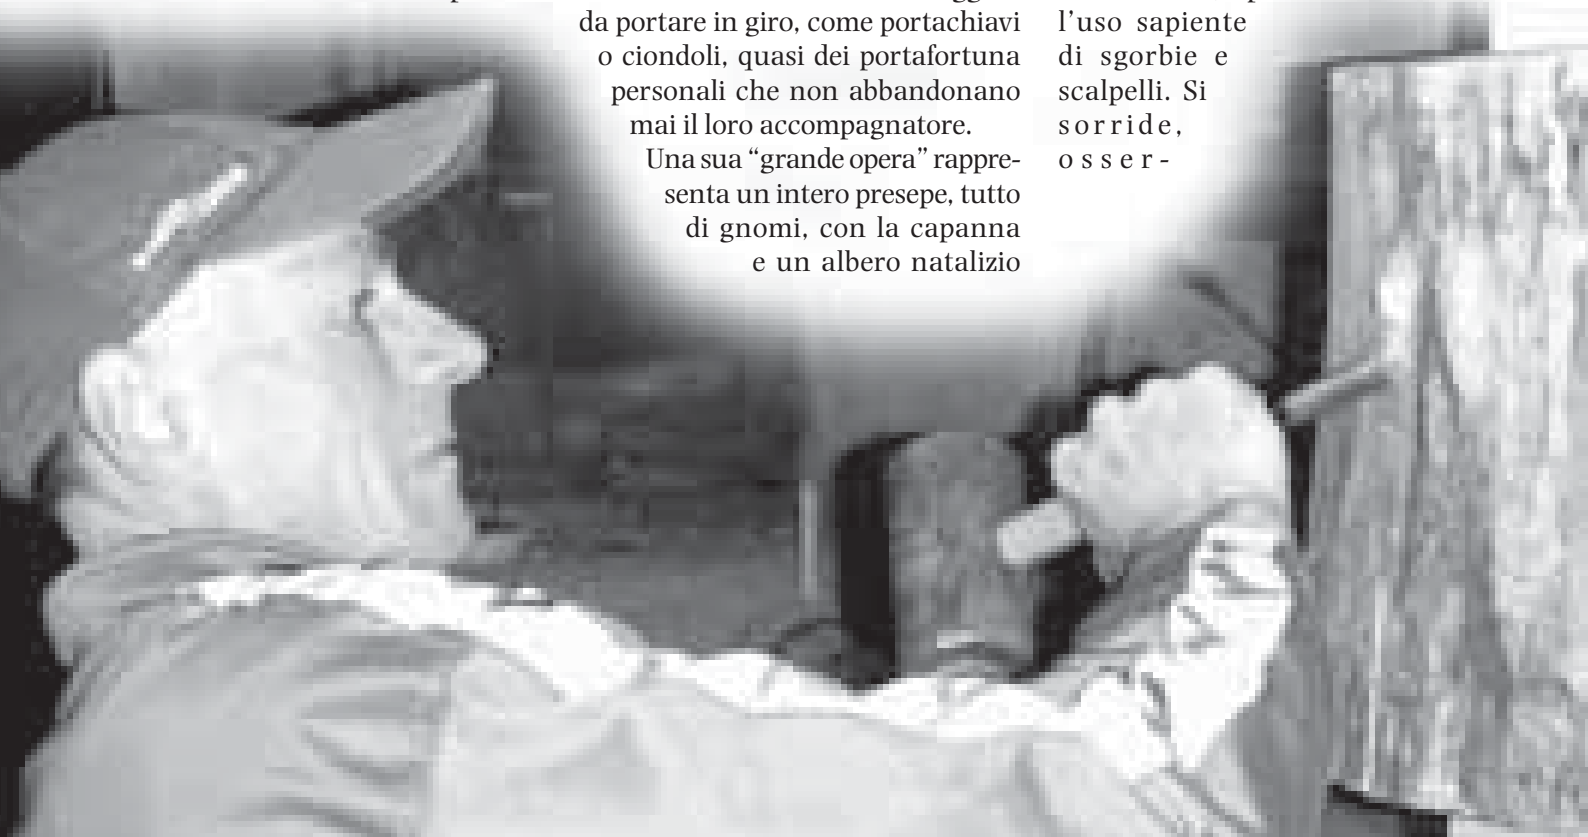 da portare in giro, come portachiavi
o ciondoli, quasi dei portafortuna
personali che non abbandonano
mai il loro accompagnatore.
Una sua “grande opera” rappre-
senta un intero presepe, tutto
di gnomi, con la capanna
e un albero natalizio
l’uso sapiente
di sgorbie e
scalpelli. Si
sorride,
osser-